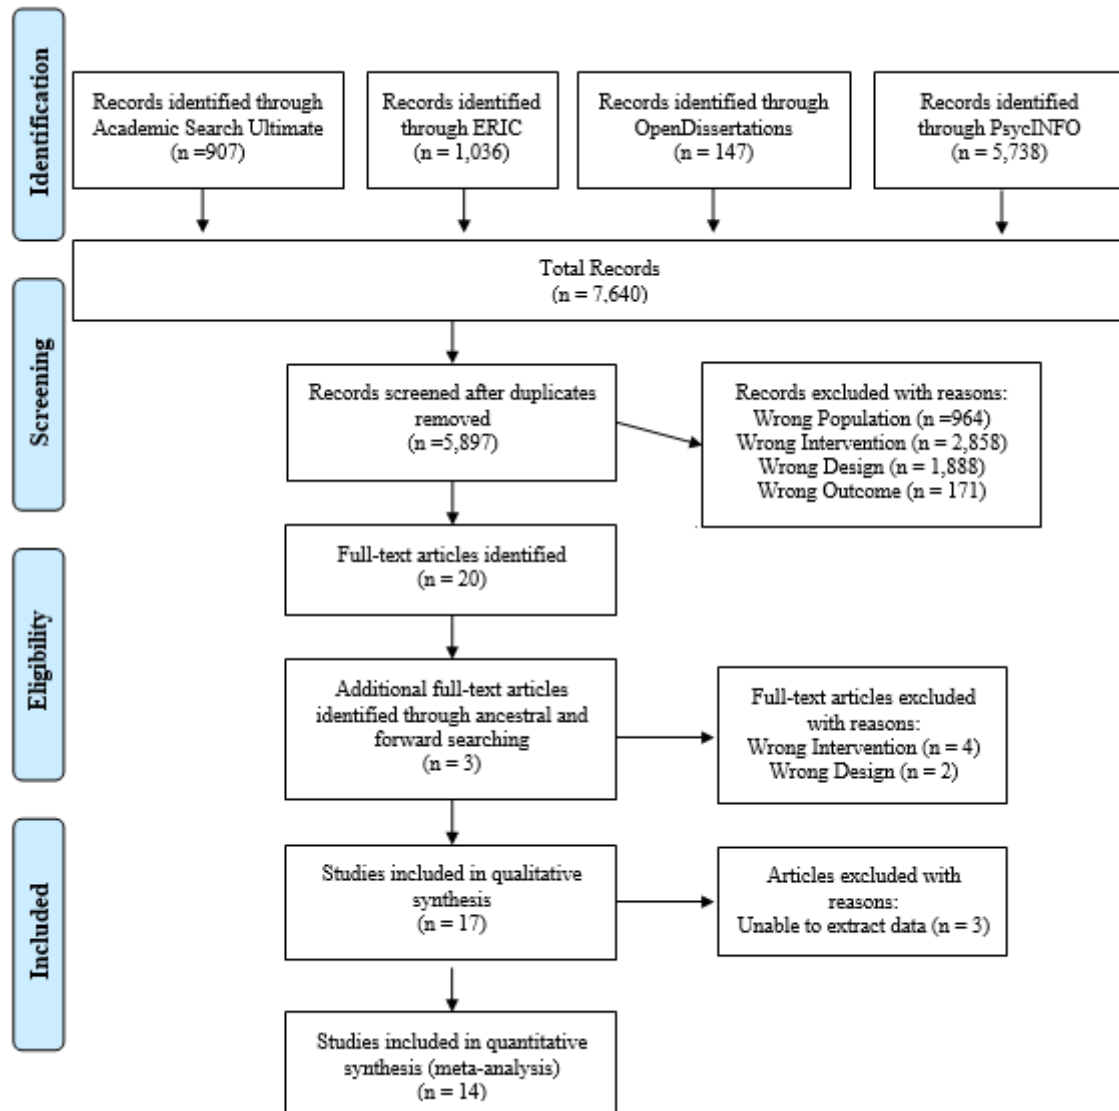 Identification
Records identified through
Academic Search Ultimate
(n =907)
Records identified
through ERIC
(n = 1,036)
Records identified through
OpenDissertations
(n = 147)
Records identified
through PsycINFO
(n = 5,738)
Total Records
(n = 7,640)
Screening
Records screened after duplicates
removed
(n =5,897)
Records excluded with reasons:
Wrong Population (n =964)
Wrong Intervention (n = 2,858)
Wrong Design (n = 1,888)
Wrong Outcome (n = 171)
Full-text articles identified
(n = 20)
Eligibility
Additional full-text articles
identified through ancestral and
forward searching
(n = 3)
Full-text articles excluded
with reasons:
Wrong Intervention (n = 4)
Wrong Design (n = 2)
Included
Studies included in qualitative
synthesis
(n = 17)
Articles excluded with
reasons:
Unable to extract data (n = 3)
Studies included in quantitative
synthesis (meta-analysis)
(n = 14)